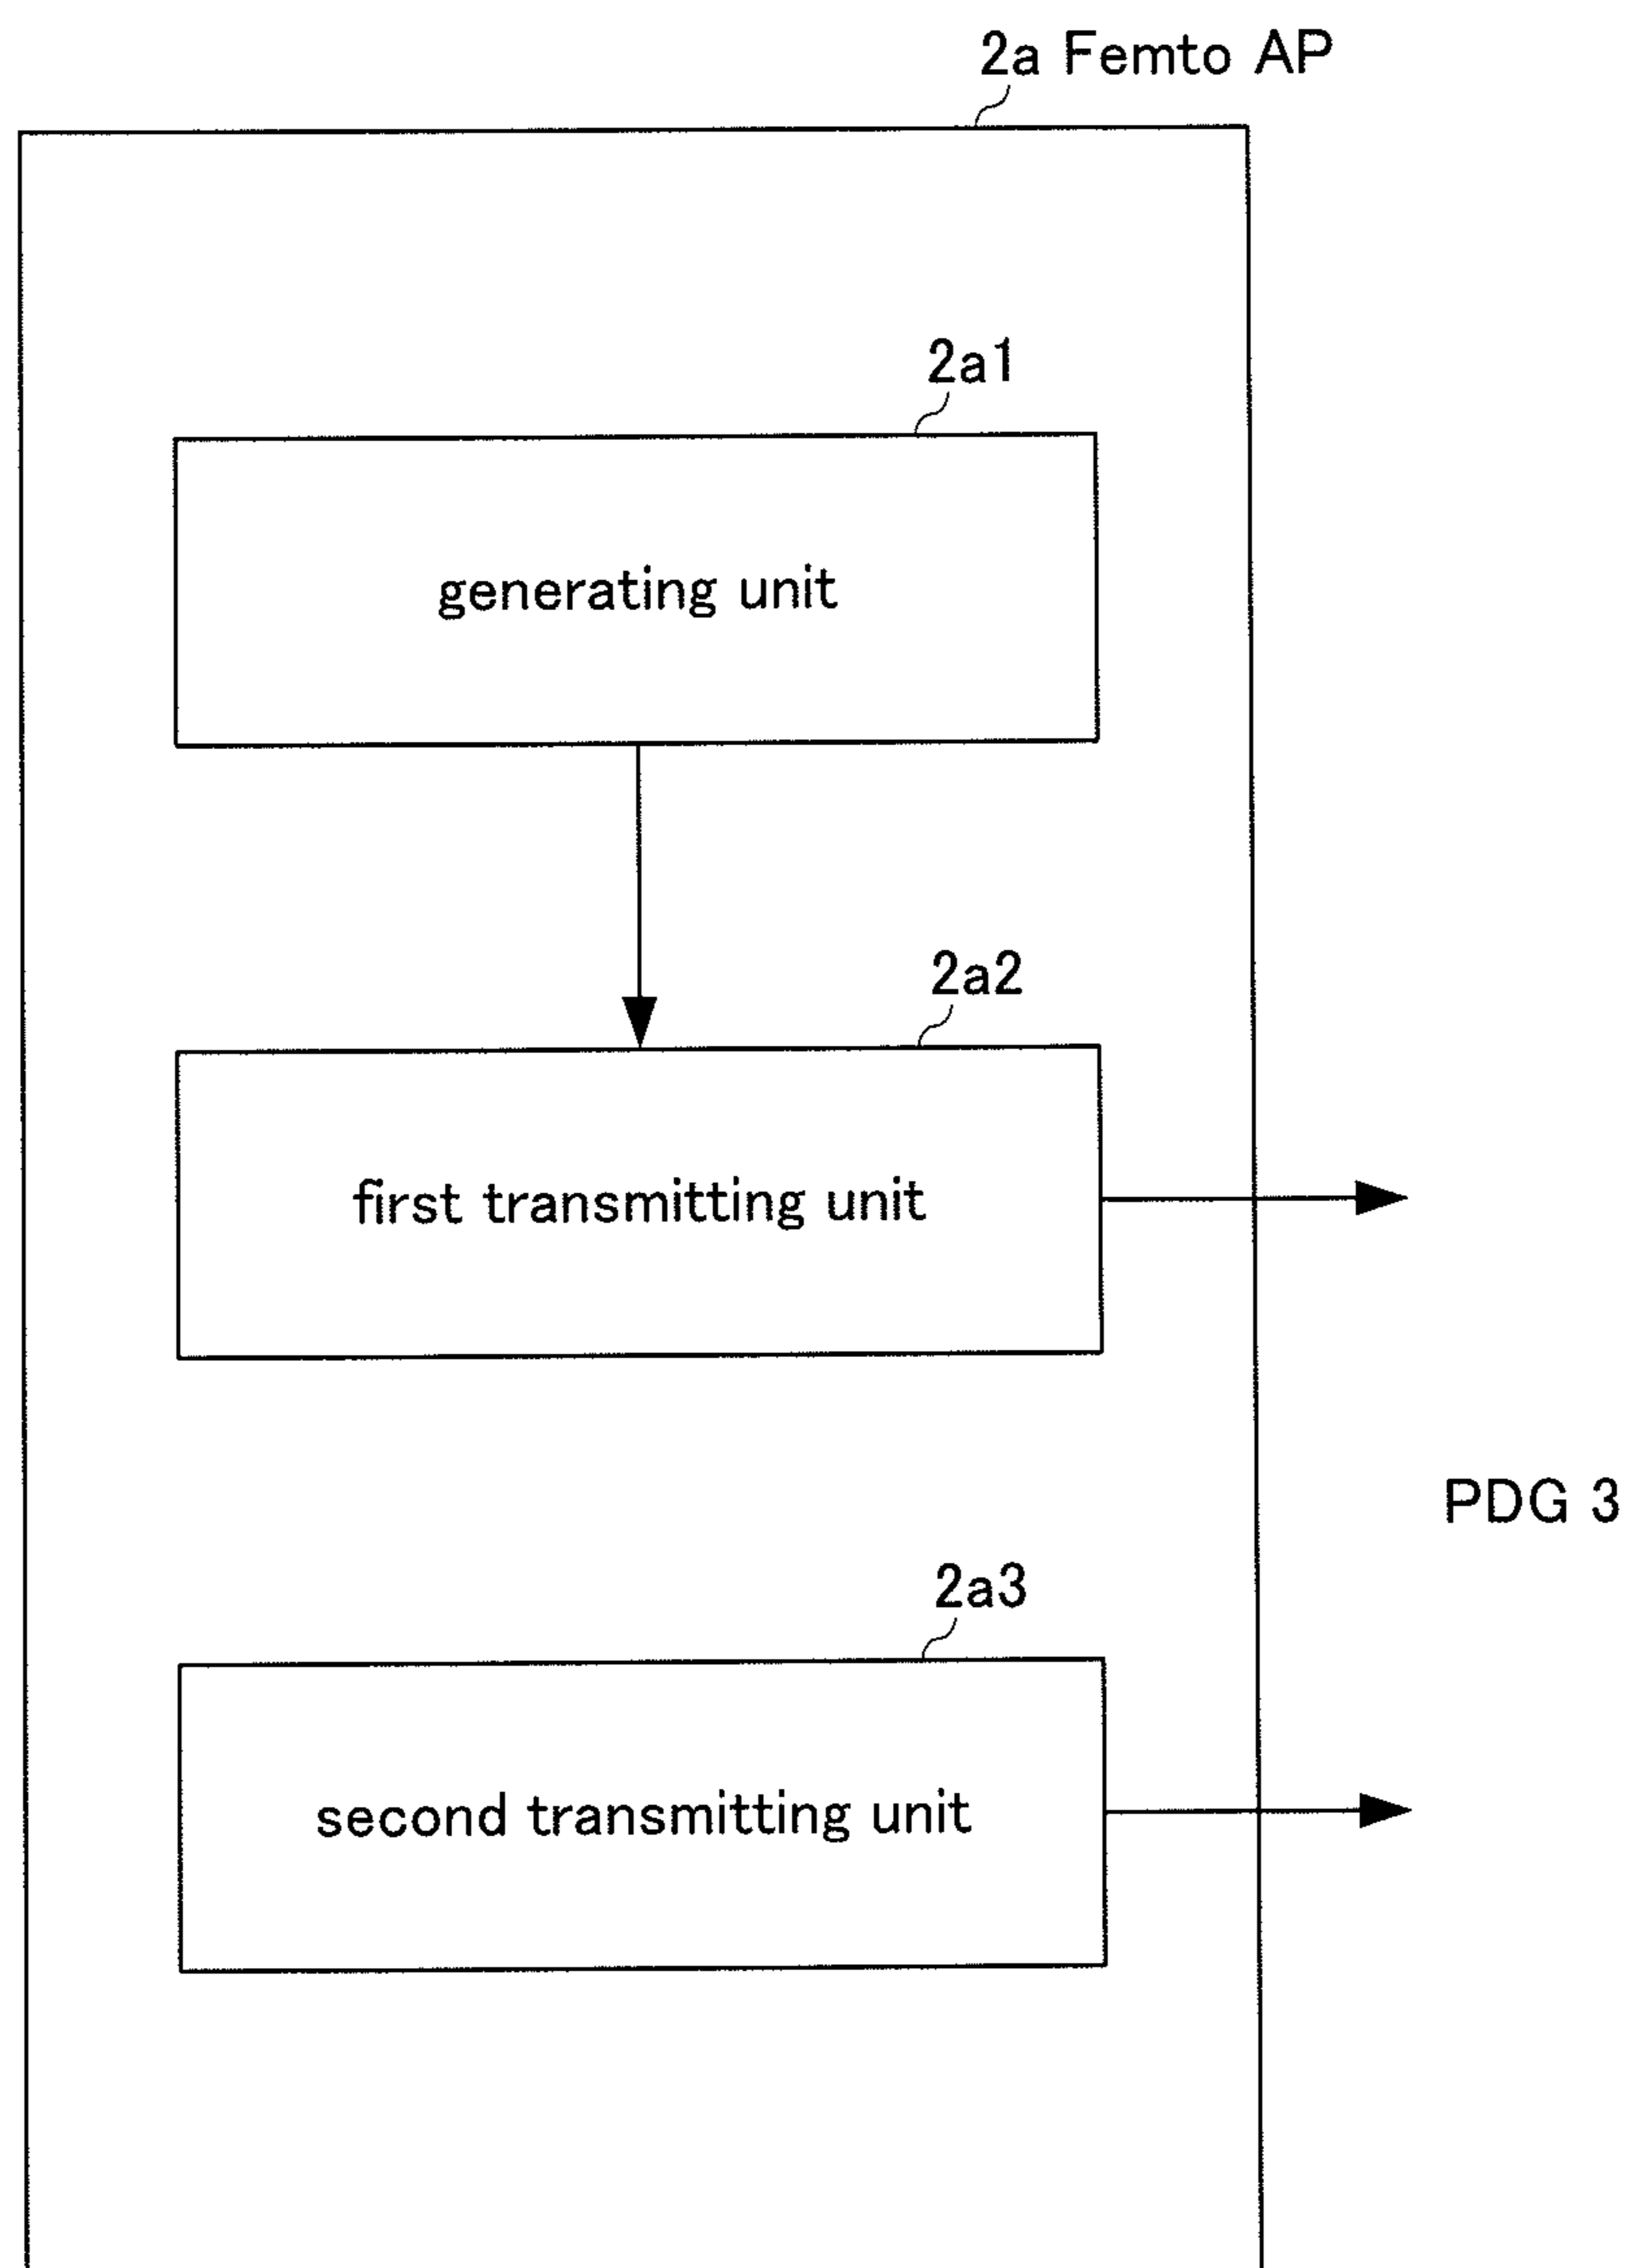 2a Femto AP
2a1
generating unit
2a2
first transmitting unit
PDG 3
2a3
second transmitting unit